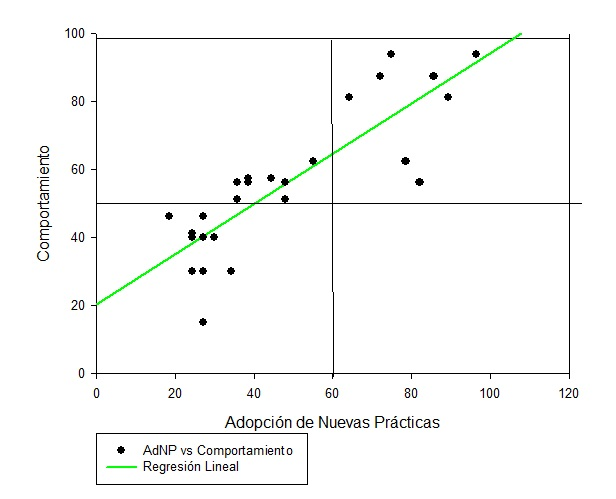 100
80
60
40
20
0
Comportamiento
0 20 40 60 80 100 120
Adopción de Nuevas Prácticas
AdNP vs Comportamiento
Regresión Lineal